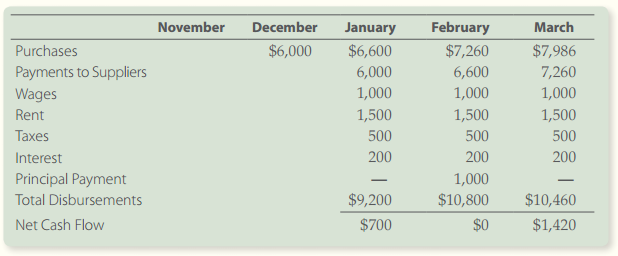 November December January February March
Purchases $6,000 $6,600 $7,260 $7,986
Payments to Suppliers 6,000 6,600 7,260
Wages 1,000 1,000 1,000
Rent 1,500 1,500 1,500
Taxes 500 500 500
Interest 200 200 200
Principal Payment — 1,000 —
Total Disbursements $9,200 $10,800 $10,460
Net Cash Flow $700 $0 $1,420